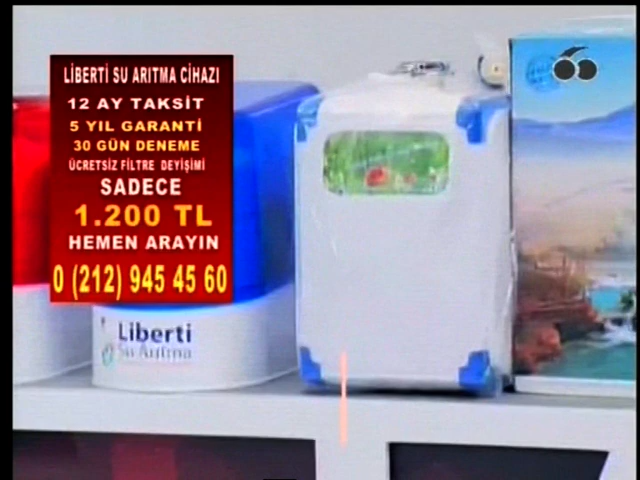 LİBERTİ SU ARITMA CİHAZI
12 AY TAKSİT
5 YIL GARANTİ
30 GÜN DENEME
ÜCRETSİZ FİLTRE DEYİŞİMİ
SADECE
1.200 TL
HEMEN ARAYIN
0 (212) 945 45 60
Liberti
Su Arıtma